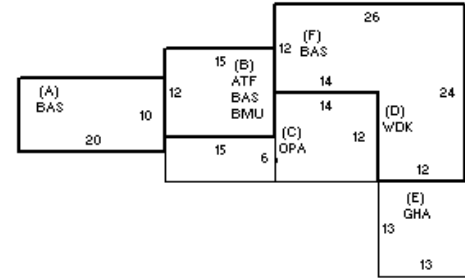 26
(F)
BAS
12
15
(B)
ATF
BAS
BMU
14
(A)
BAS
12
10
14
24
(D)
WDK
(C)
OPA
12
20
15
6
12
(E)
GHA
13
13